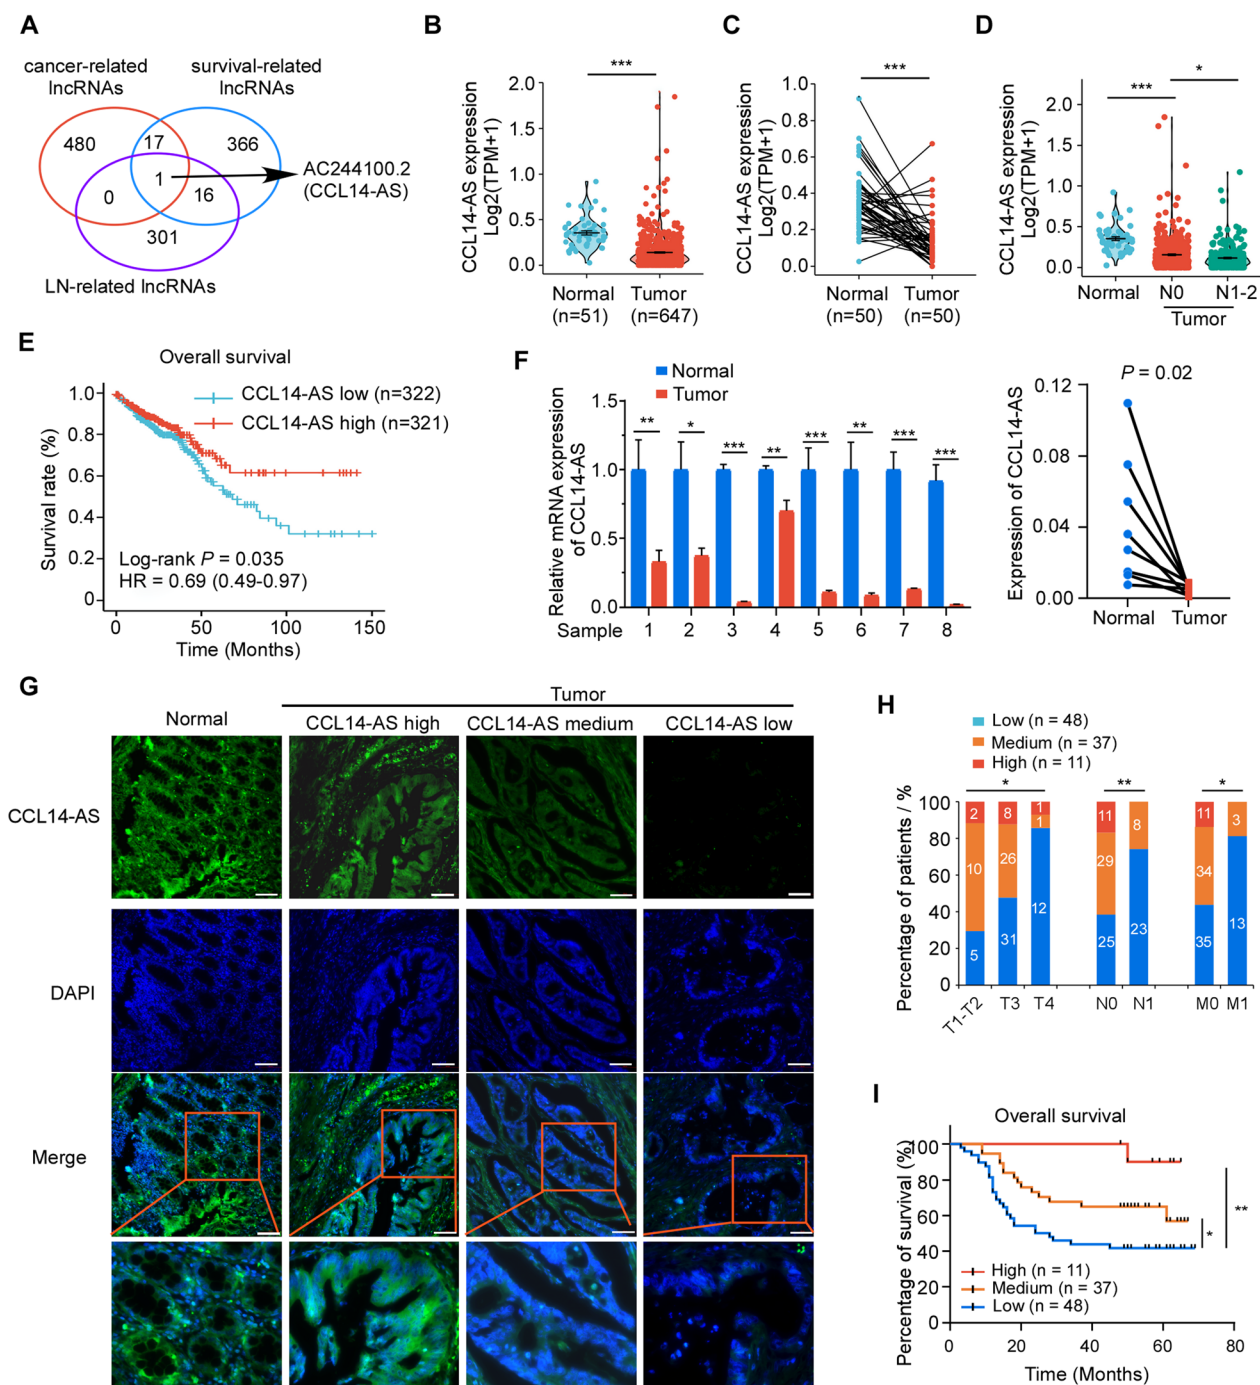 A
cancer-related
lncRNAs
survival-related
lncRNAs
480
17
366
1
0
16
301
AC244100.2
(CCL14-AS)
LN-related lncRNAs
B
CCL14-AS expression
Log2(TPM+1)
***
2.0
1.5
1.0
0.5
0.0
Normal
(n=51)
Tumor
(n=647)
C
CCL14-AS expression
Log2(TPM+1)
***
1.0
0.8
0.6
0.4
0.2
0.0
Normal
(n=50)
Tumor
(n=50)
D
CCL14-AS expression
Log2(TPM+1)
***
*
2.0
1.5
1.0
0.5
0.0
Normal
N0
N1-2
Tumor
E
Overall survival
CCL14-AS low (n=322)
CCL14-AS high (n=321)
Survival rate (%)
1.0
0.8
0.6
0.4
0.2
0
Log-rank P = 0.035
HR = 0.69 (0.49-0.97)
0
50
100
150
Time (Months)
F
Normal
Tumor
Relative mRNA expression
of CCL14-AS
1.5
1.0
0.5
0.0
**
*
***
**
***
**
***
***
Sample
1
2
3
4
5
6
7
8
P = 0.02
Expression of CCL14-AS
0.12
0.08
0.04
0.00
Normal
Tumor
G
Tumor
Normal
CCL14-AS high
CCL14-AS medium
CCL14-AS low
CCL14-AS
DAPI
Merge
H
Low (n = 48)
Medium (n = 37)
High (n = 11)
Percentage of patients / %
*
**
*
100
80
60
40
20
0
2
10
5
8
26
31
1
1
12
11
29
25
8
23
11
34
35
3
13
T1-T2
T3
T4
N0
N1
M0
M1
I
Overall survival
Percentage of survival (%)
100
80
60
40
20
0
**
*
High (n = 11)
Medium (n = 37)
Low (n = 48)
0
20
40
60
80
Time (Months)